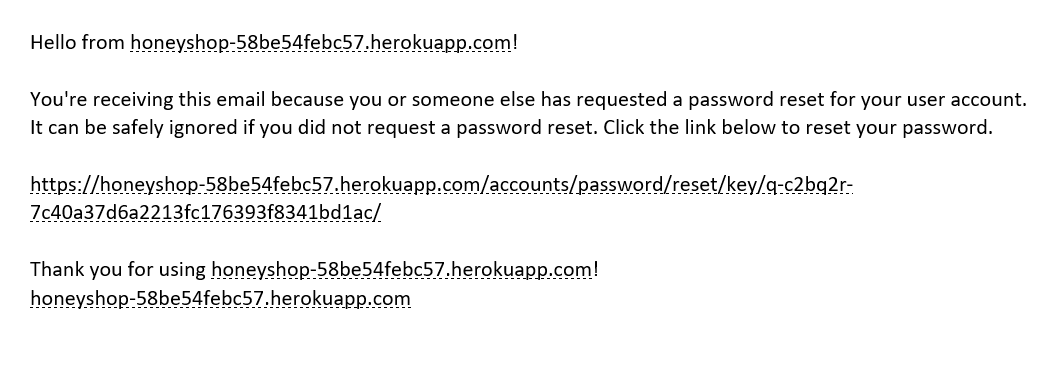 Hello from honeyshop-58be54febc57.herokuapp.com!
You're receiving this email because you or someone else has requested a password reset for your user account.
It can be safely ignored if you did not request a password reset. Click the link below to reset your password.
https://honeyshop-58be54febc57.herokuapp.com/accounts/password/reset/key/q-c2bq2r-
7c40a37d6a2213fc176393f8341bd1ac/
Thank you for using honeyshop-58be54febc57.herokuapp.com!
honeyshop-58be54febc57.herokuapp.com